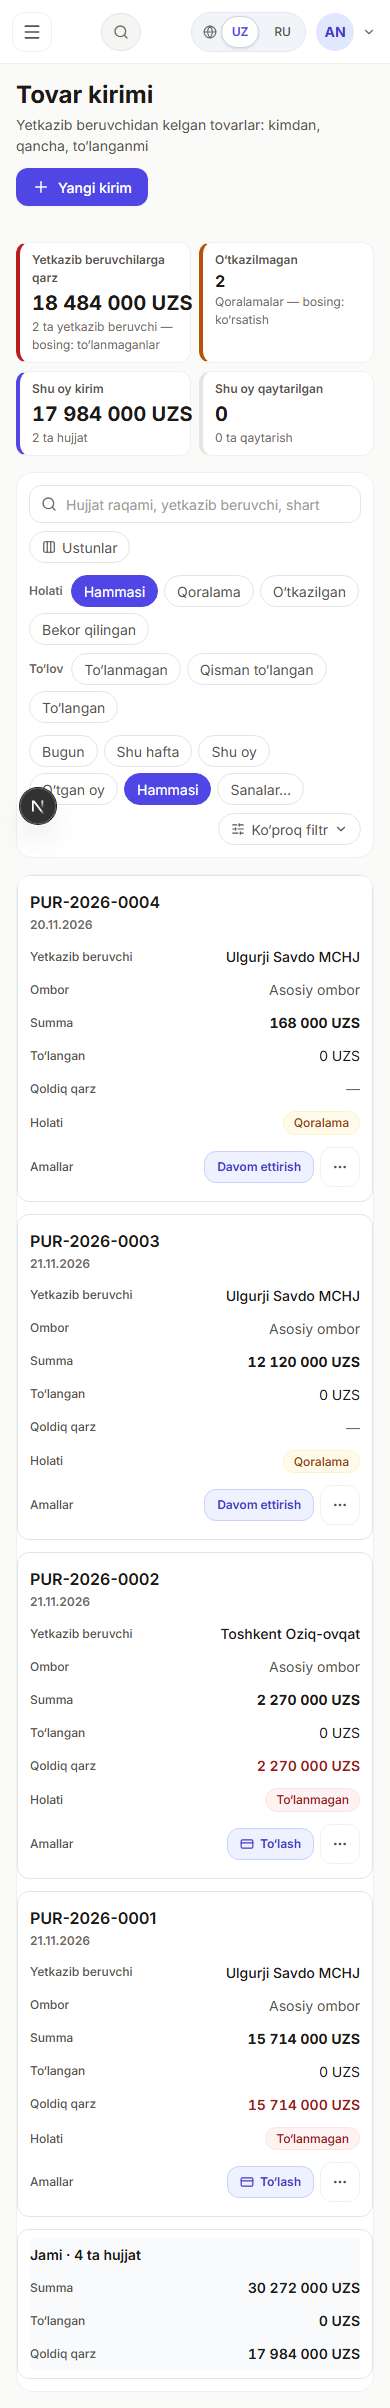 UZ RU AN
Tovar kirimi
Yetkazib beruvchidan kelgan tovarlar: kimdan,
qancha, to'langanmi
Yangi kirim
Yetkazib beruvchilarga
qarz
18 484 000 UZS
2 ta yetkazib beruvchi —
bosing: to'lanmaganlar
O'tkazilmagan
2
Qoralamalar — bosing:
ko'rsatish
Shu oy kirim
17 984 000 UZS
2 ta hujjat
Shu oy qaytarilgan
0
0 ta qaytarish
Hujjat raqami, yetkazib beruvchi, shart
Ustunlar
Holati Hammasi Qoralama O'tkazilgan
Bekor qilingan
To'lov To'lanmagan Qisman to'langan
To'langan
Bugun Shu hafta Shu oy
O'tgan oy Hammasi Sanalar...
N
Ko'proq filtr
PUR-2026-0004
20.11.2026
Yetkazib beruvchi Ulgurji Savdo MCHJ
Ombor Asosiy ombor
Summa 168 000 UZS
To'langan 0 UZS
Qoldiq qarz —
Holati Qoralama
Amallar Davom ettirish ...
PUR-2026-0003
21.11.2026
Yetkazib beruvchi Ulgurji Savdo MCHJ
Ombor Asosiy ombor
Summa 12 120 000 UZS
To'langan 0 UZS
Qoldiq qarz —
Holati Qoralama
Amallar Davom ettirish ...
PUR-2026-0002
21.11.2026
Yetkazib beruvchi Toshkent Oziq-ovqat
Ombor Asosiy ombor
Summa 2 270 000 UZS
To'langan 0 UZS
Qoldiq qarz 2 270 000 UZS
Holati To'lanmagan
Amallar To'lash ...
PUR-2026-0001
21.11.2026
Yetkazib beruvchi Ulgurji Savdo MCHJ
Ombor Asosiy ombor
Summa 15 714 000 UZS
To'langan 0 UZS
Qoldiq qarz 15 714 000 UZS
Holati To'lanmagan
Amallar To'lash ...
Jami · 4 ta hujjat
Summa 30 272 000 UZS
To'langan 0 UZS
Qoldiq qarz 17 984 000 UZS